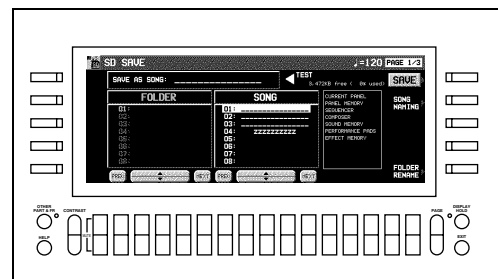 SD SAVE
♩=120 PAGE 1/3
SAVE AS SONG:
TEST
3,472KB free ( 0% used)
SAVE
FOLDER
SONG
01:
02:
03:
04:
05:
06:
07:
08:
01:
02:
03:
04: ZZZZZZZZZZ
05:
06:
07:
08:
CURRENT PANEL
PANEL MEMORY
SEQUENCER
COMPOSER
SOUND MEMORY
PERFORMANCE PADS
EFFECT MEMORY
SONG
NAMING
FOLDER
RENAME
PREV
NEXT
PREV
NEXT
OTHER
PART & FR
CONTRAST
HELP
PAGE
DISPLAY
HOLD
EXIT